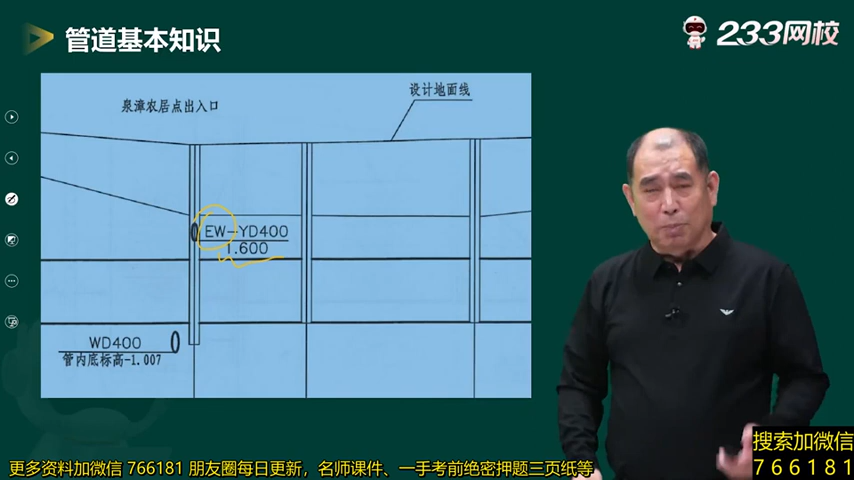 管道基本知识
233网校
泉漳农居点出入口
设计地面线
EW-YD400
1.600
WD400
管内底标高-1.007
更多资料加微信 766181 朋友圈每日更新，名师课件、一手考前绝密押题三页纸等
搜索加微信
766181